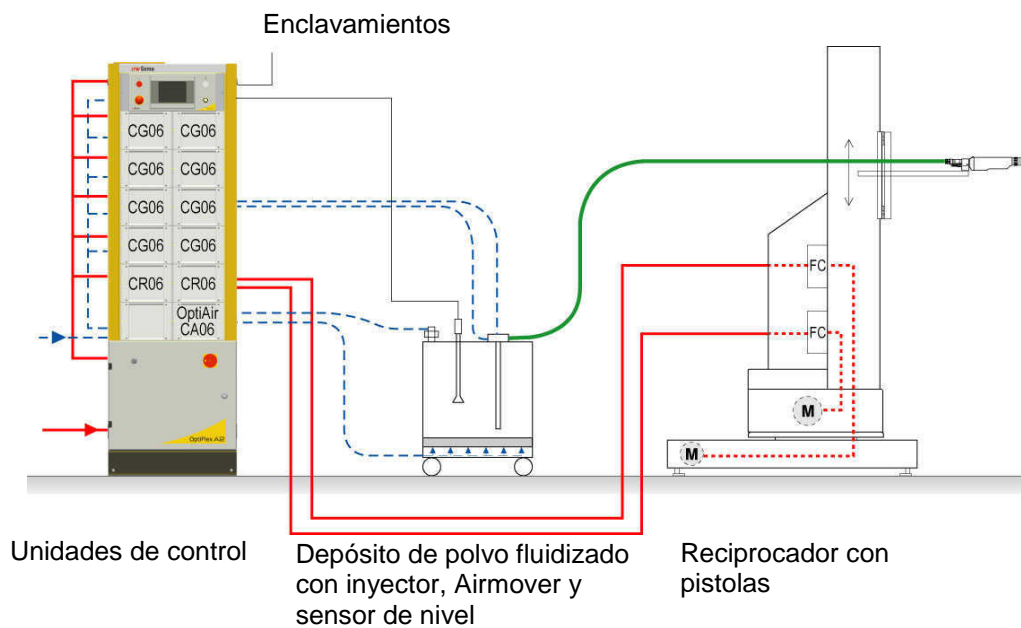 Enclavamientos
Gema
CG06 CG06
CG06 CG06
CG06 CG06
CG06 CG06
CR06 CR06
OptiAir
CA06
OptiFlex A2
FC
FC
M
M
Unidades de control
Depósito de polvo fluidizado
con inyector, Airmover y
sensor de nivel
Reciprocador con
pistolas